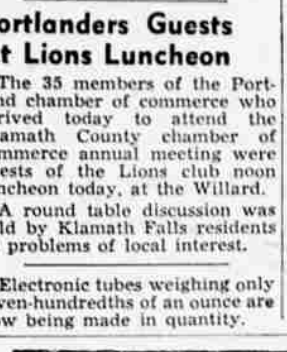 ortlanders Guests
t Lions Luncheon
The 35 members of the Port-
nd chamber of commerce who
rived today to attend the
amath County chamber of
mmerce annual meeting were
ests of the Lions club noon
ncheon today, at the Willard.
A round table discussion was
ld by Klamath Falls residents
problems of local interest.
Electronic tubes weighing only
ven-hundredths of an ounce are
w being made in quantity.